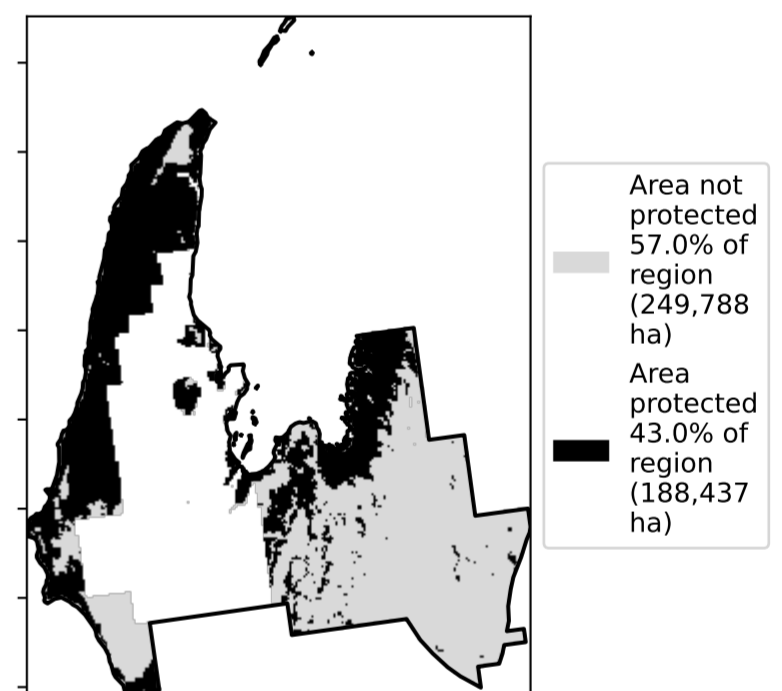 Area not
protected
57.0% of
region
(249,788
ha)
Area
protected
43.0% of
region
(188,437
ha)